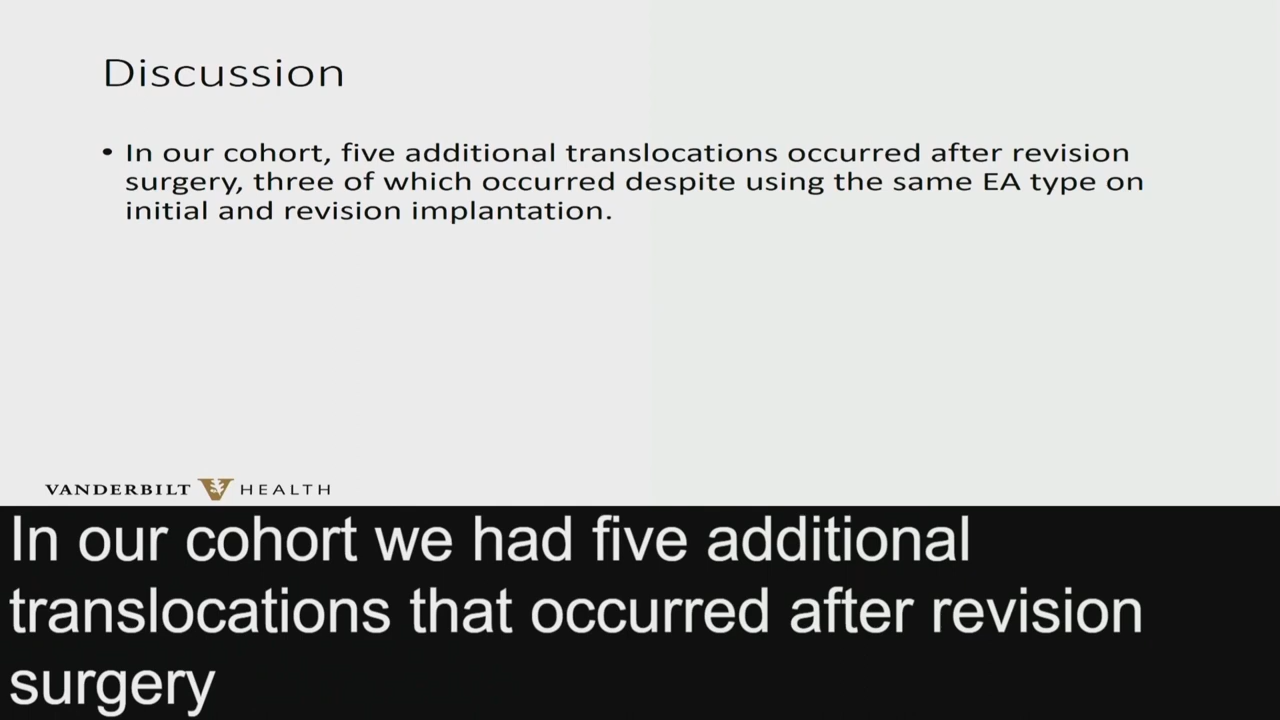 Discussion
• In our cohort, five additional translocations occurred after revision
surgery, three of which occurred despite using the same EA type on
initial and revision implantation.
VANDERBILT V HEALTH
In our cohort we had five additional
translocations that occurred after revision
surgery